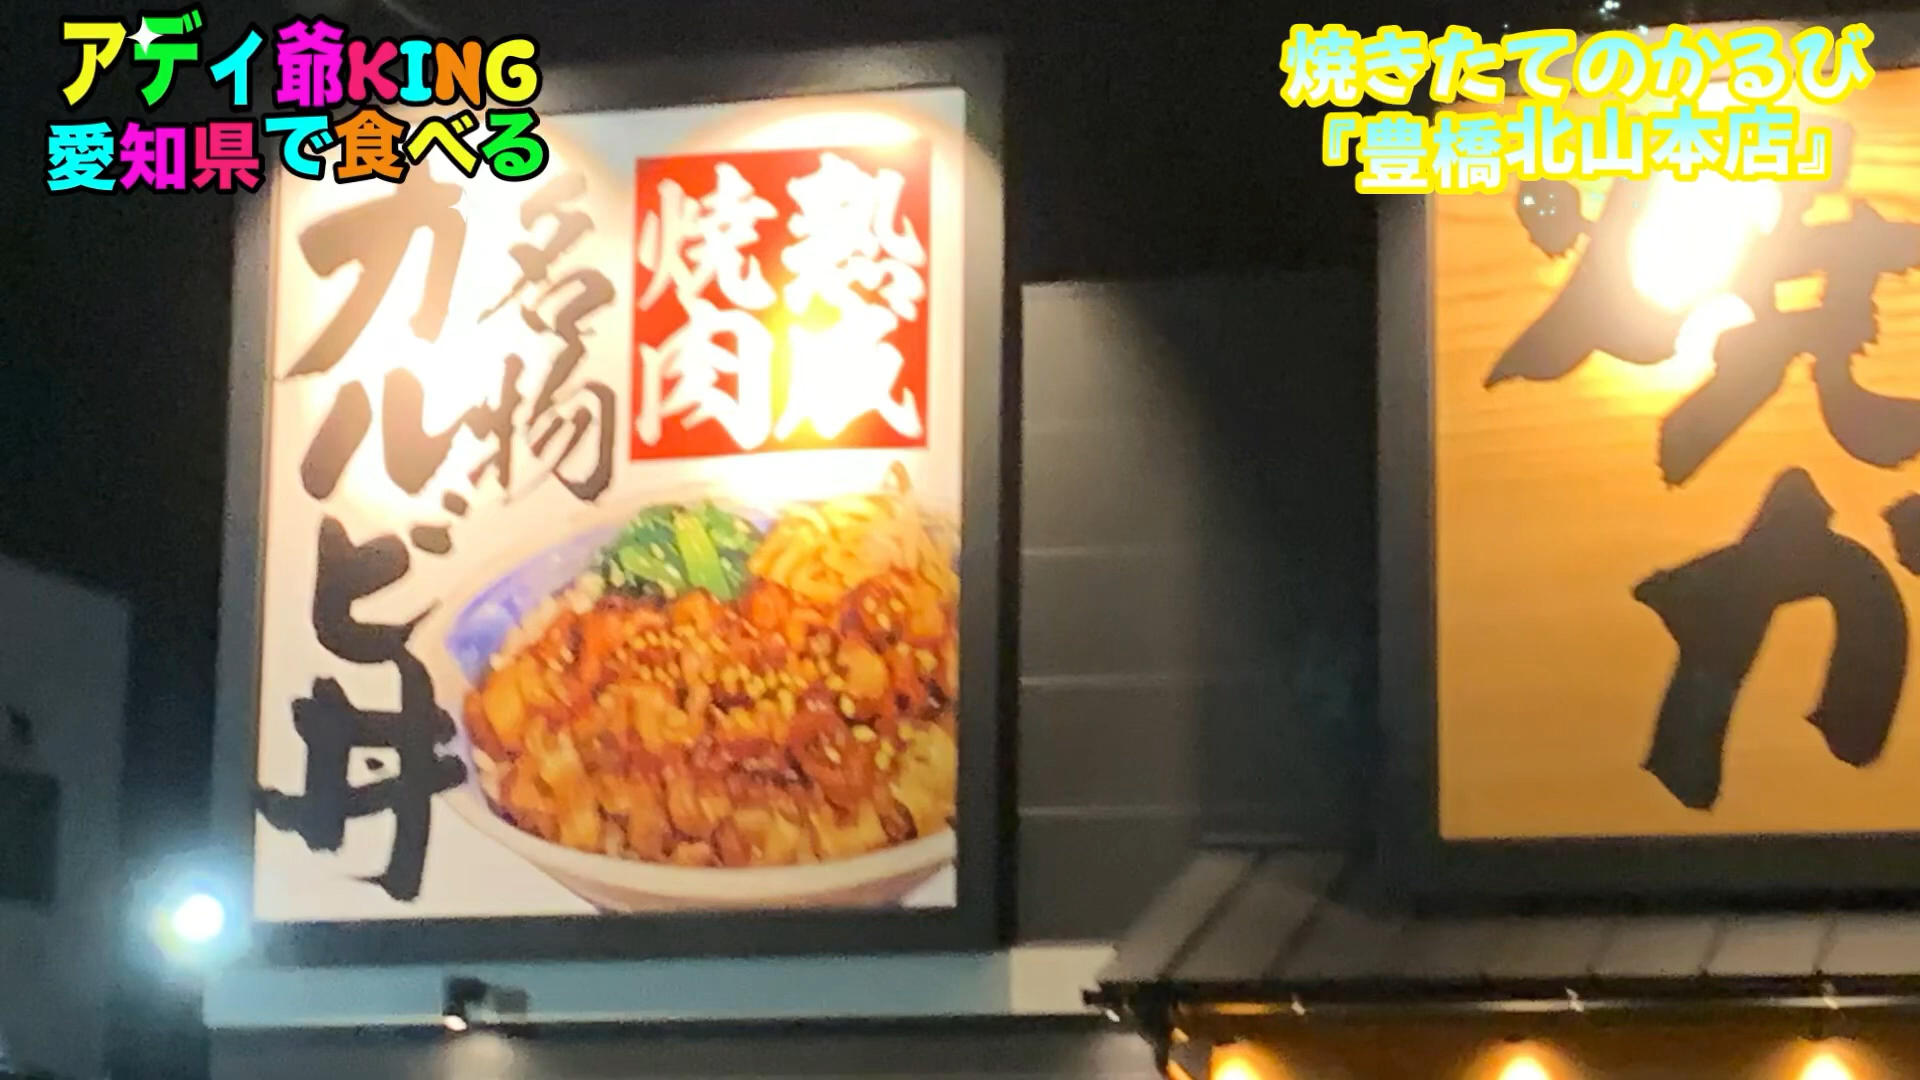 アディ爺KING
愛知県で食べる
焼きたてのかるび
『豊橋北山本店』
熟成
焼肉
名物
カルビ丼
焼
か